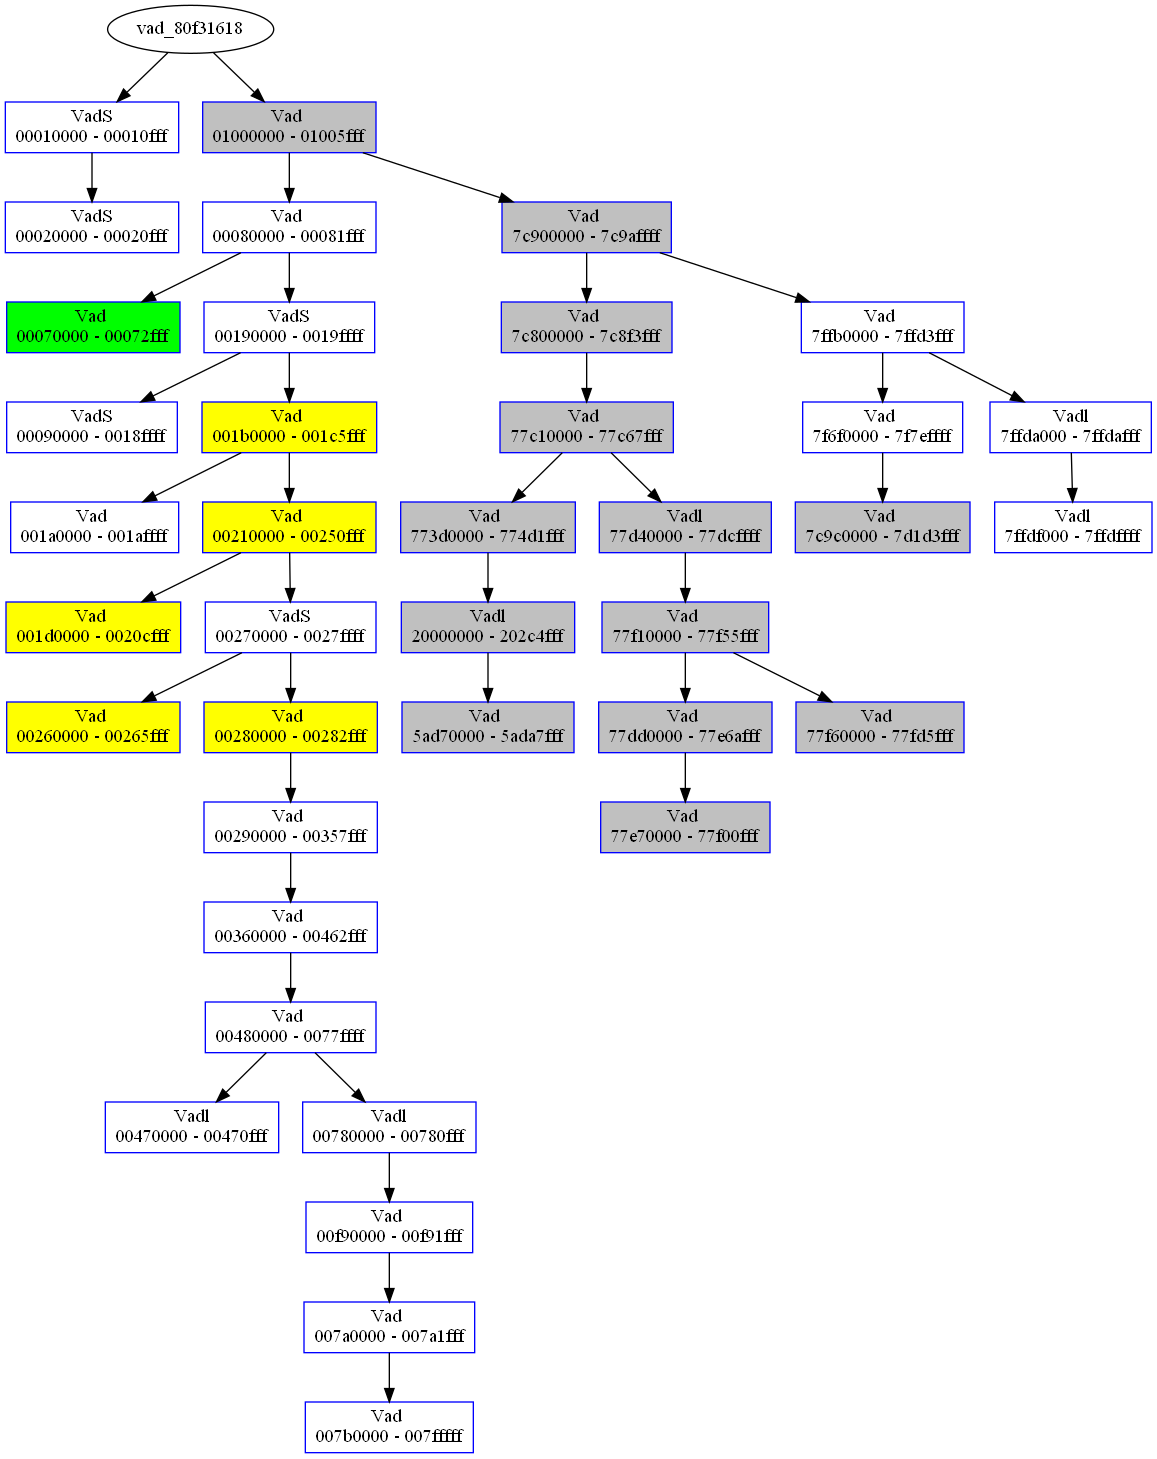 vad_80f31618
VadS
00010000 - 00010fff
Vad
01000000 - 01005fff
VadS
00020000 - 00020fff
Vad
00080000 - 00081fff
Vad
7c900000 - 7c9affff
Vad
00070000 - 00072fff
VadS
00190000 - 0019ffff
Vad
7c800000 - 7c8f3fff
Vad
7ffb0000 - 7ffd3fff
VadS
00090000 - 0018ffff
Vad
001b0000 - 001c5fff
Vad
77c10000 - 77c67fff
Vad
7f6f0000 - 7f7effff
Vadl
7ffda000 - 7ffdafff
Vad
001a0000 - 001affff
Vad
00210000 - 00250fff
Vad
773d0000 - 774d1fff
Vadl
77d40000 - 77dcffff
Vad
7c9c0000 - 7d1d3fff
Vadl
7ffdf000 - 7ffdffff
Vad
001d0000 - 0020cfff
VadS
00270000 - 0027ffff
Vadl
20000000 - 202c4fff
Vad
77f10000 - 77f55fff
Vad
00260000 - 00265fff
Vad
00280000 - 00282fff
Vad
5ad70000 - 5ada7fff
Vad
77dd0000 - 77e6afff
Vad
77f60000 - 77fd5fff
Vad
00290000 - 00357fff
Vad
77e70000 - 77f00fff
Vad
00360000 - 00462fff
Vad
00480000 - 0077ffff
Vadl
00470000 - 00470fff
Vadl
00780000 - 00780fff
Vad
00f90000 - 00f91fff
Vad
007a0000 - 007a1fff
Vad
007b0000 - 007fffff